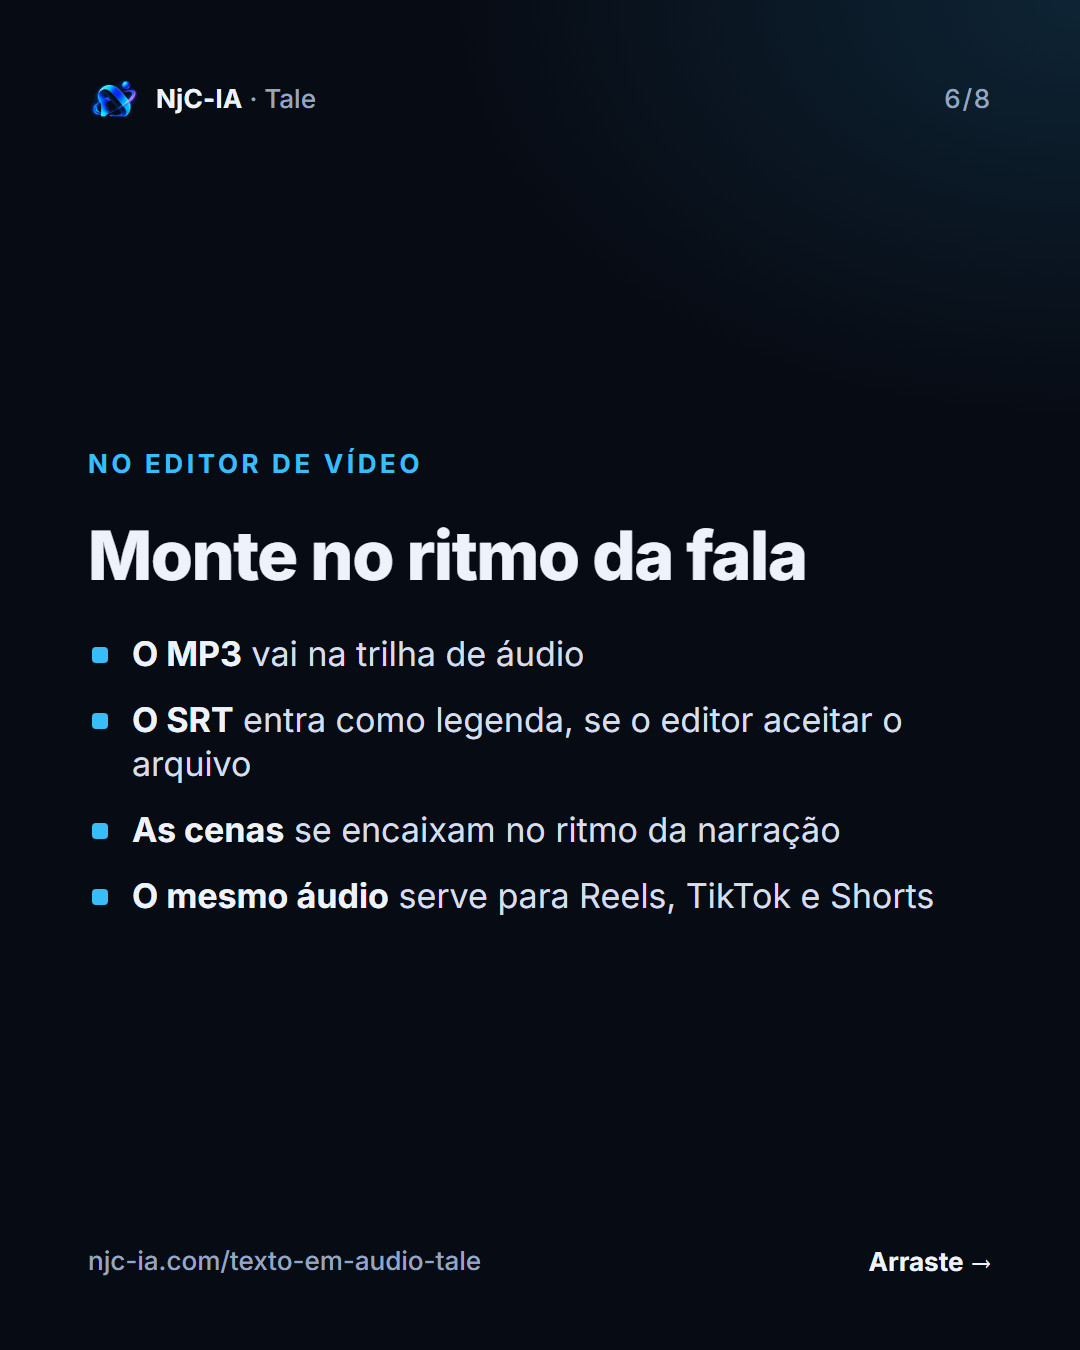 NjC-IA · Tale
6/8
NO EDITOR DE VÍDEO
Monte no ritmo da fala
O MP3 vai na trilha de áudio
O SRT entra como legenda, se o editor aceitar o
arquivo
As cenas se encaixam no ritmo da narração
O mesmo áudio serve para Reels, TikTok e Shorts
njc-ia.com/texto-em-audio-tale
Arraste →